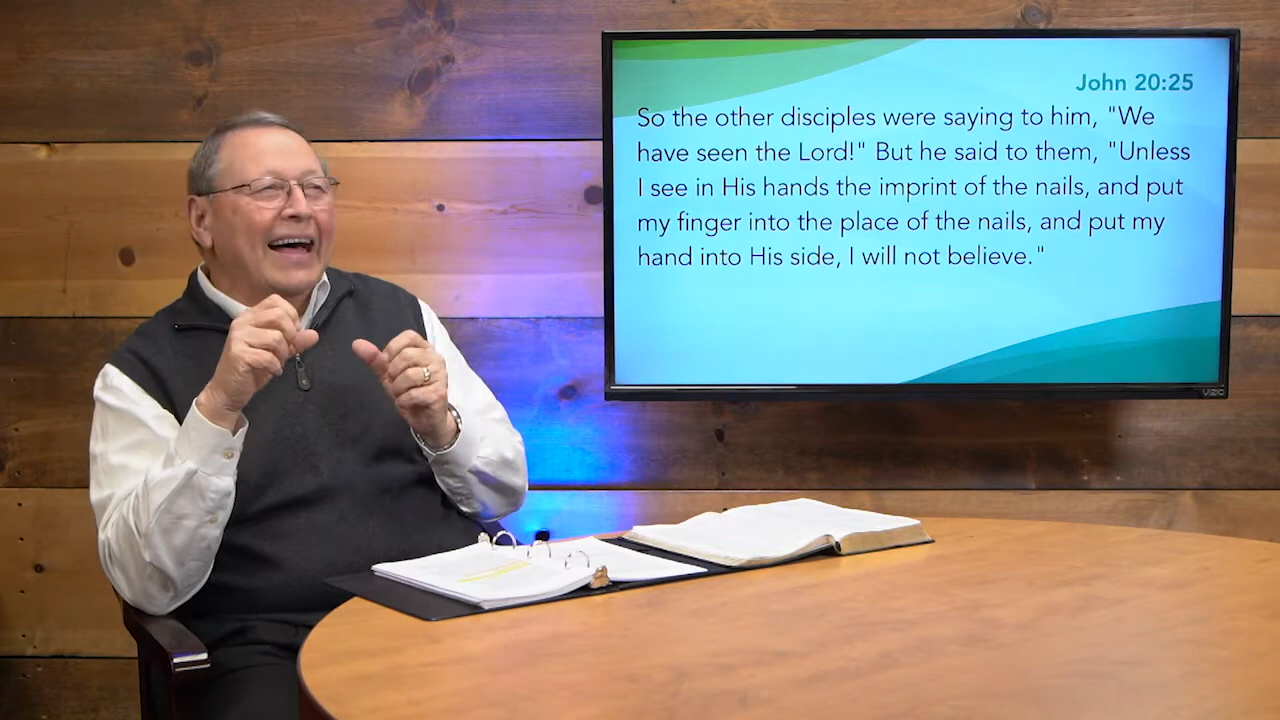 John 20:25
So the other disciples were saying to him, "We
have seen the Lord!" But he said to them, "Unless
I see in His hands the imprint of the nails, and put
my finger into the place of the nails, and put my
hand into His side, I will not believe."
VIZIO